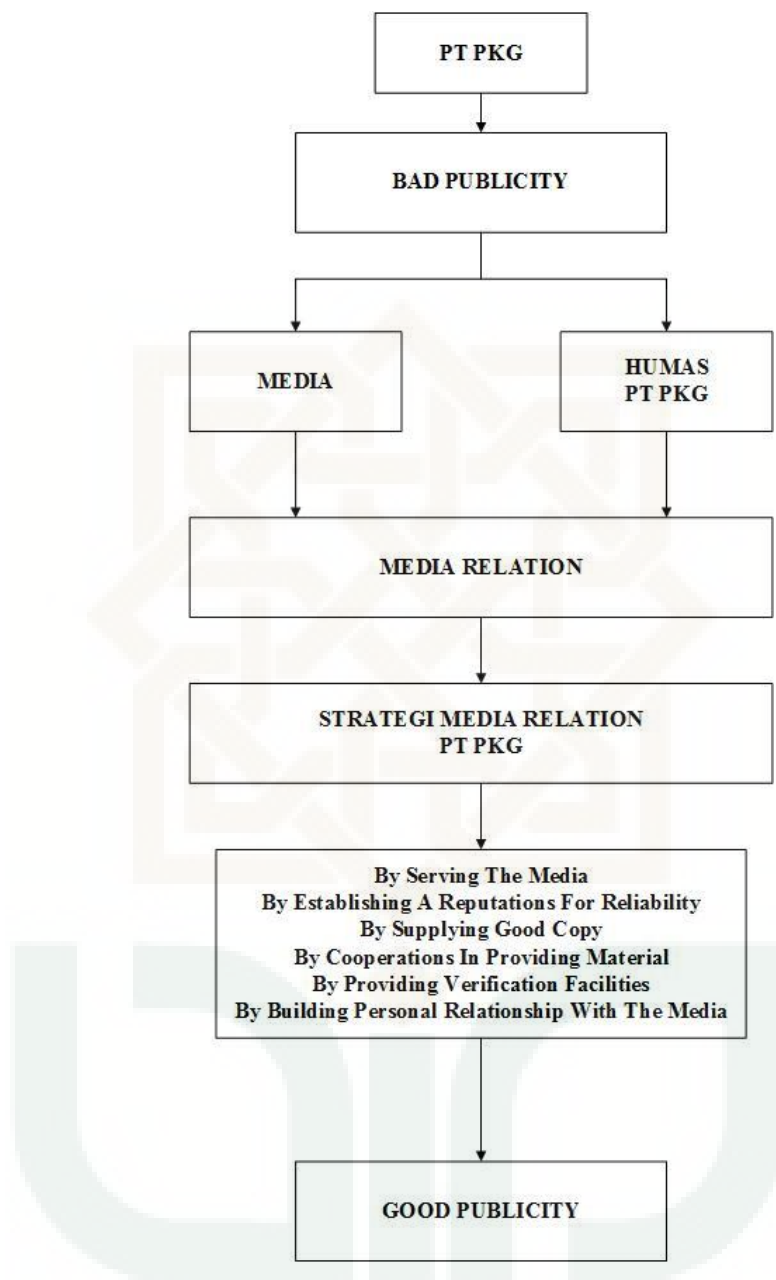 PT PKG
BAD PUBLICITY
MEDIA
HUMAS
PT PKG
MEDIA RELATION
STRATEGI MEDIA RELATION
PT PKG
By Serving The Media
By Establishing A Reputations For Reliability
By Supplying Good Copy
By Cooperations In Providing Material
By Providing Verification Facilities
By Building Personal Relationship With The Media
GOOD PUBLICITY